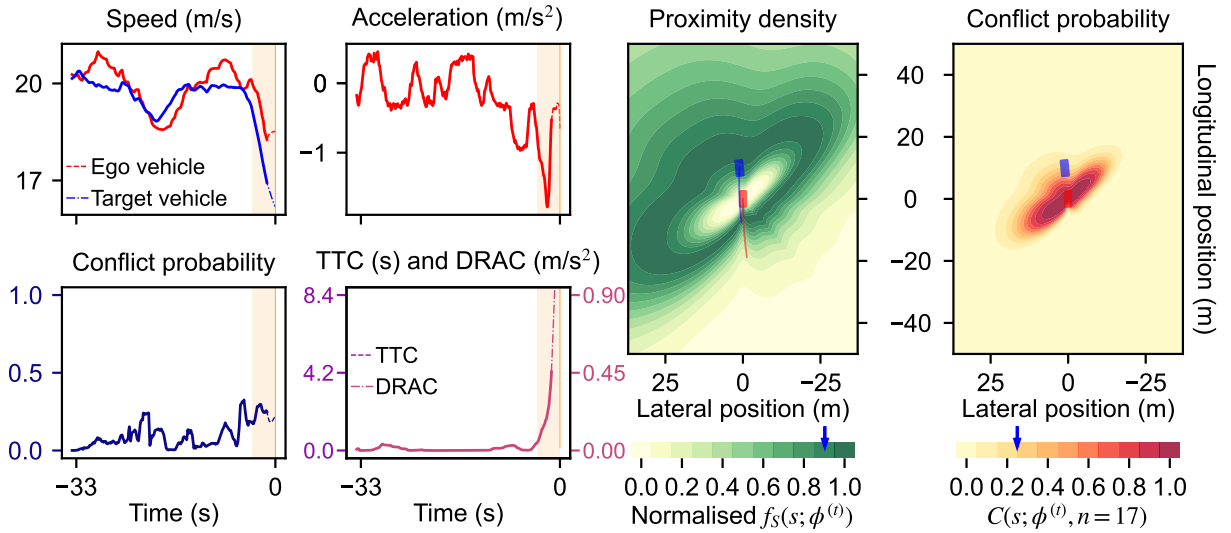 Speed (m/s)
20
17
Ego vehicle
Target vehicle
Acceleration (m/s²)
0
−1
Conflict probability
1.0
0.5
0.0
−33
0
Time (s)
TTC (s) and DRAC (m/s²)
8.4
4.2
0.0
0.90
0.45
0.00
TTC
DRAC
−33
0
Time (s)
Proximity density
25
0
−25
Lateral position (m)
0.0 0.2 0.4 0.6 0.8 1.0
Normalised f_S(s; ϕ^(t))
Conflict probability
40
20
0
−20
−40
Longitudinal position (m)
25
0
−25
Lateral position (m)
0.0 0.2 0.4 0.6 0.8 1.0
C(s; ϕ^(t), n = 17)